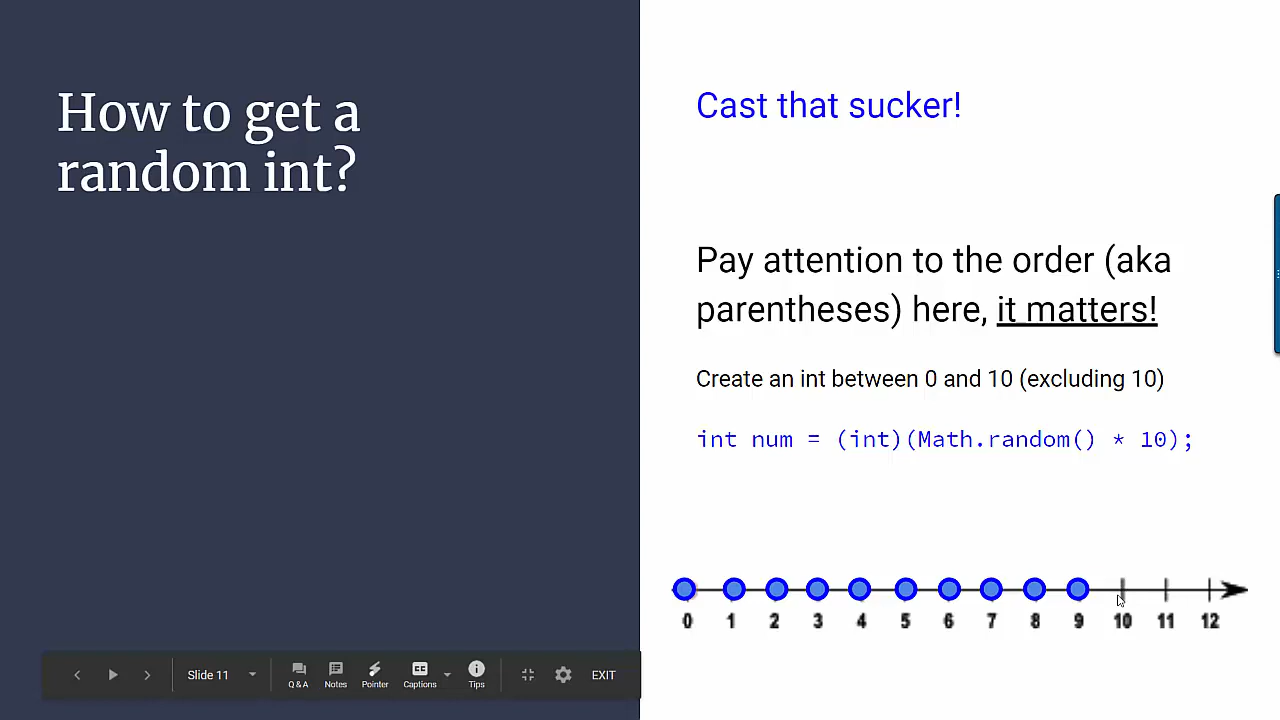 How to get a
random int?
Cast that sucker!
Pay attention to the order (aka
parentheses) here, it matters!
Create an int between 0 and 10 (excluding 10)
int num = (int)(Math.random() * 10);
0 1 2 3 4 5 6 7 8 9 10 11 12
Slide 11 Q & A Notes Pointer Captions Tips EXIT